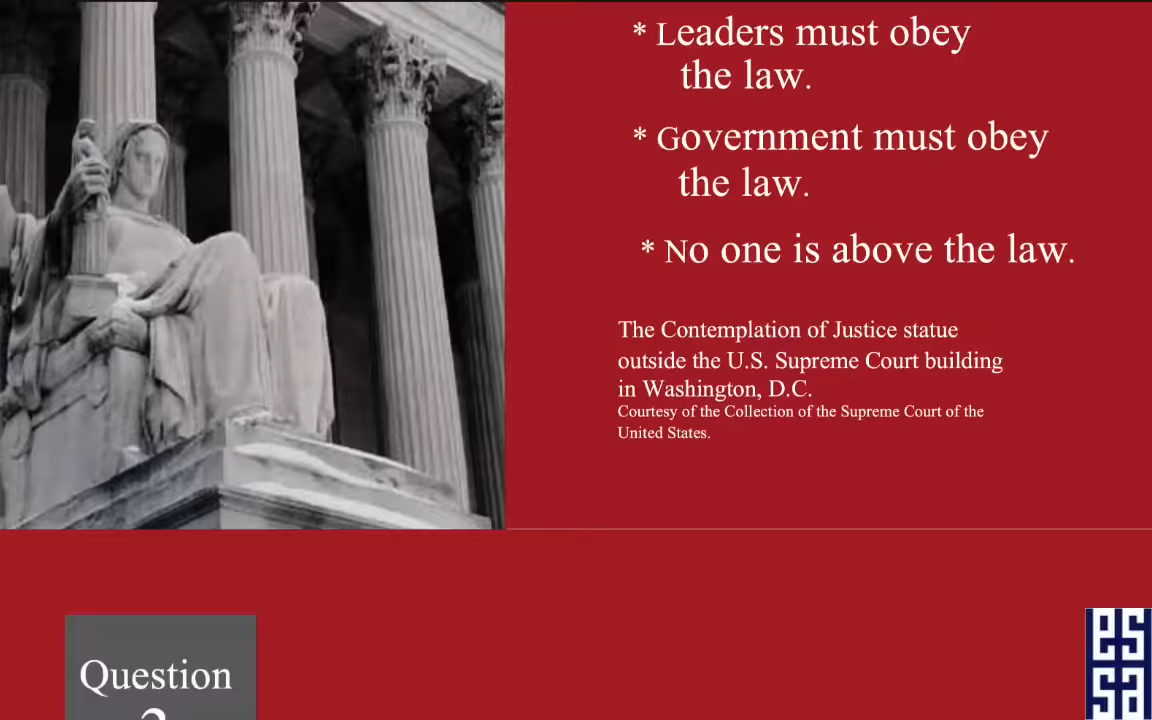 * Leaders must obey
the law.
* Government must obey
the law.
* No one is above the law.
The Contemplation of Justice statue
outside the U.S. Supreme Court building
in Washington, D.C.
Courtesy of the Collection of the Supreme Court of the
United States.
Question